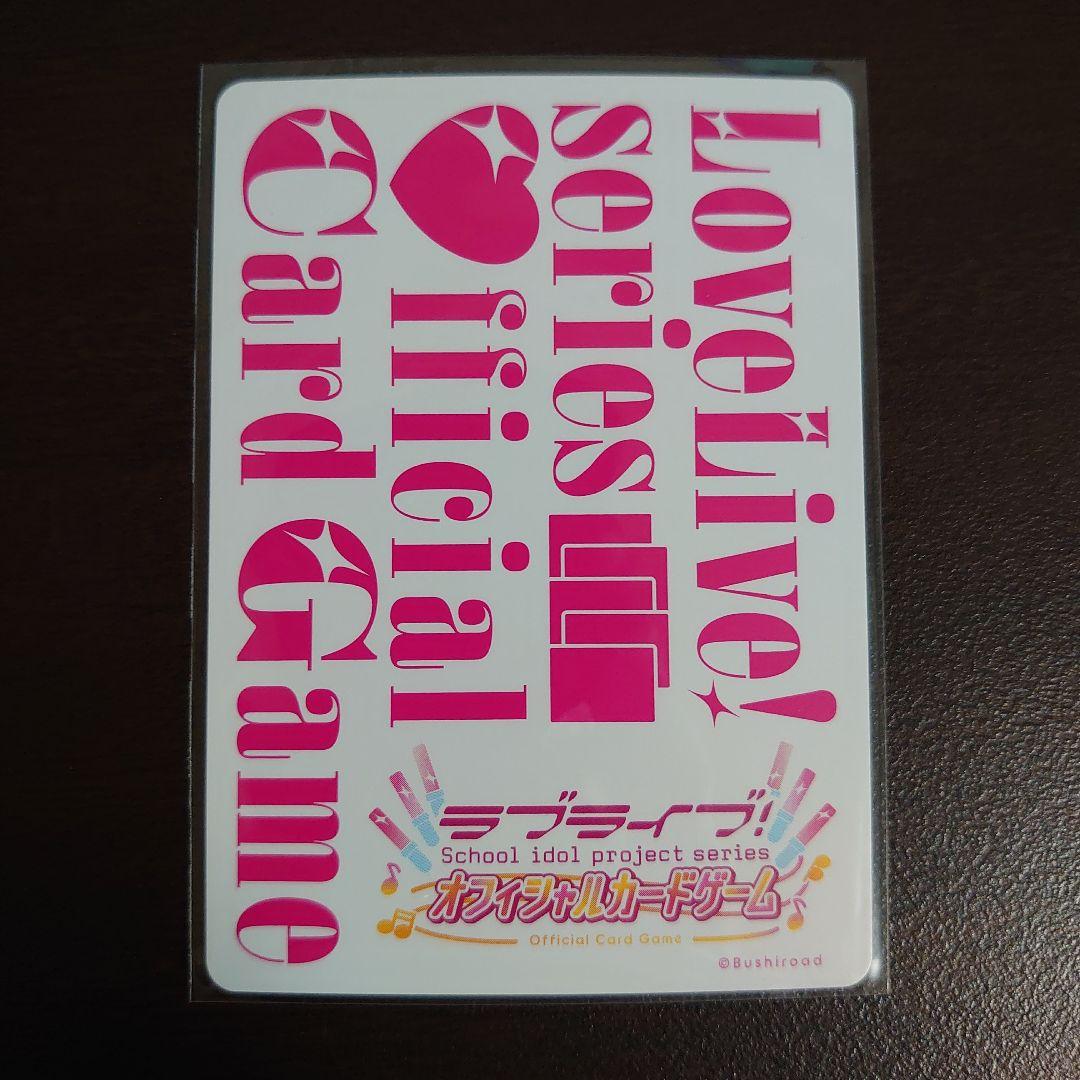 LoveLive!
series
♥fficial
Card Game
ラブライブ!
School idol project series
オフィシャルカードゲーム
Official Card Game
©Bushiroad